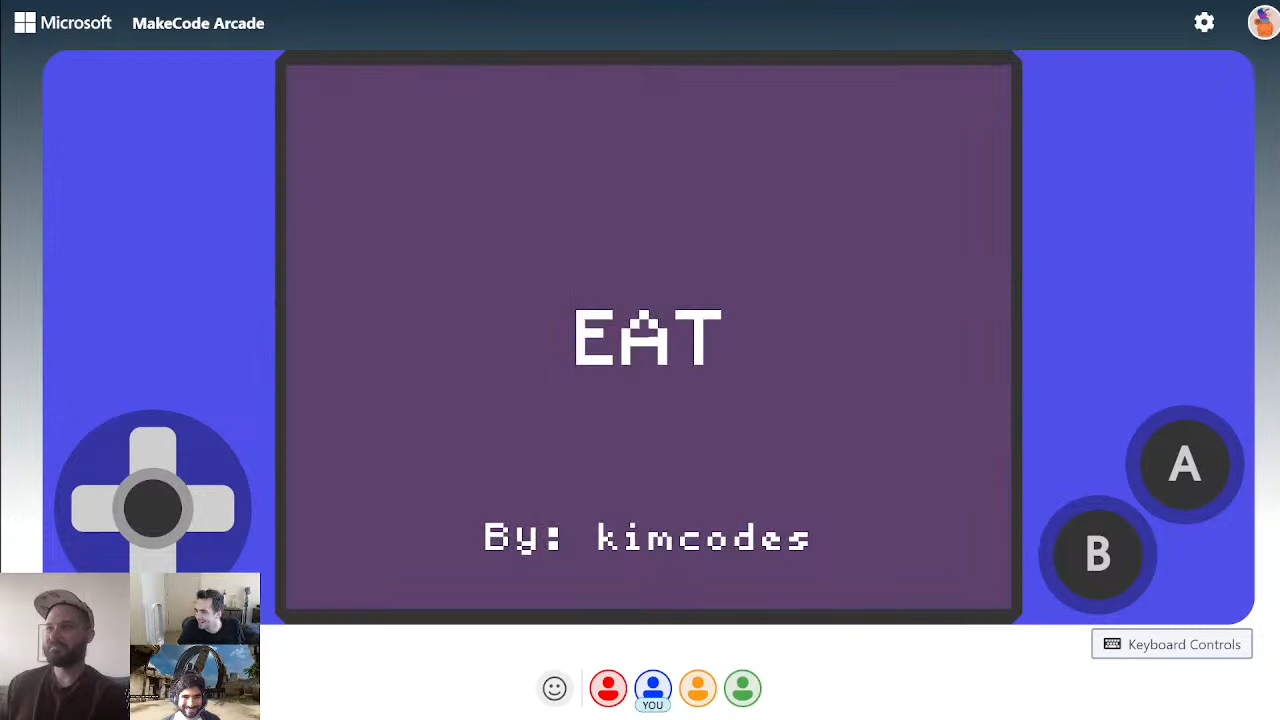 Microsoft MakeCode Arcade
EAT
By: kimcodes
A
B
Keyboard Controls
YOU